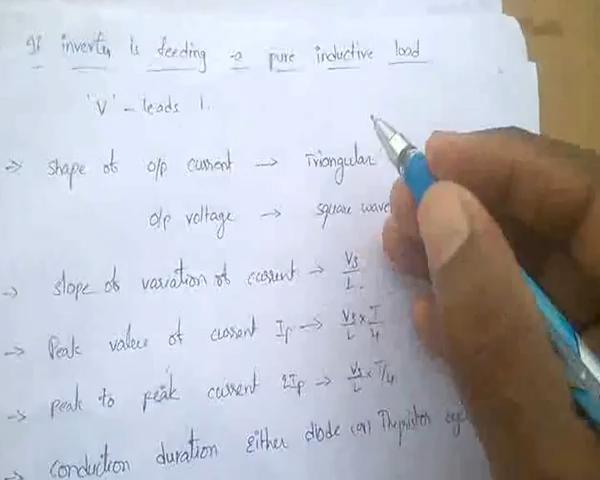 If inverter is feeding a pure inductive load
'V' - leads I.
→ shape of o/p current → Triangular
o/p voltage → square wave
→ slope of variation of current → Vs/L.
→ Peak value of current Ip → Vs/L × T/4
→ peak to peak current 2Ip → Vs/L × T/4
→ conduction duration Either diode (or) Thyristor